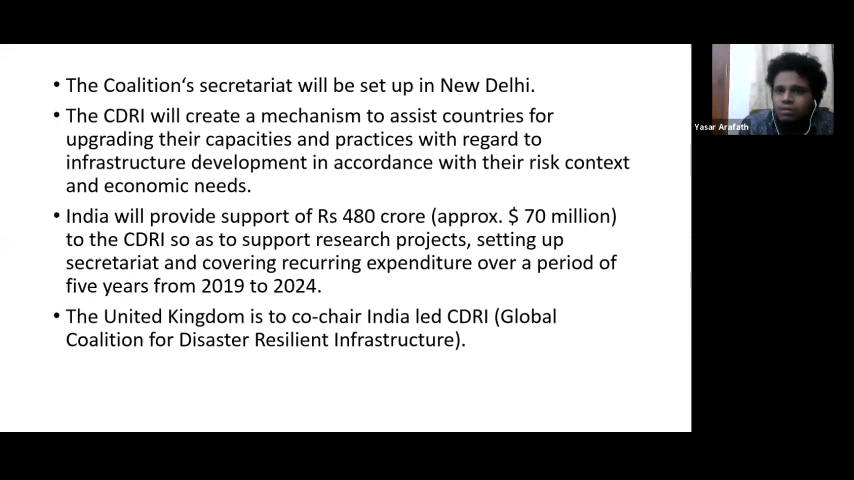 • The Coalition‘s secretariat will be set up in New Delhi.
• The CDRI will create a mechanism to assist countries for
upgrading their capacities and practices with regard to
infrastructure development in accordance with their risk context
and economic needs.
• India will provide support of Rs 480 crore (approx. $ 70 million)
to the CDRI so as to support research projects, setting up
secretariat and covering recurring expenditure over a period of
five years from 2019 to 2024.
• The United Kingdom is to co-chair India led CDRI (Global
Coalition for Disaster Resilient Infrastructure).
Yasar Arafath